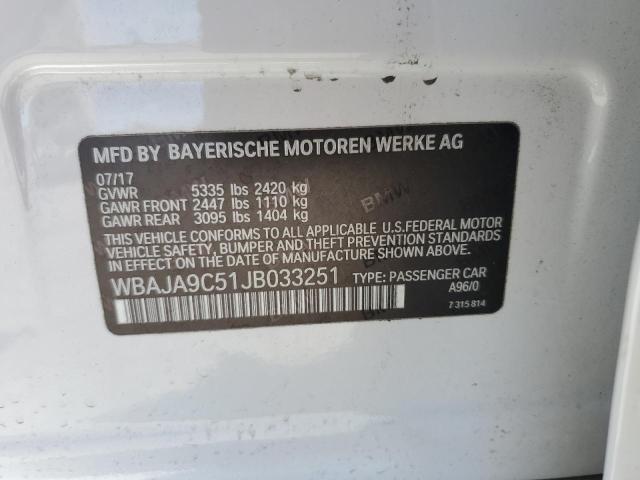 MFD BY BAYERISCHE MOTOREN WERKE AG
07/17
GVWR 5335 lbs 2420 kg
GAWR FRONT 2447 lbs 1110 kg
GAWR REAR 3095 lbs 1404 kg
THIS VEHICLE CONFORMS TO ALL APPLICABLE U.S.FEDERAL MOTOR
VEHICLE SAFETY, BUMPER AND THEFT PREVENTION STANDARDS
IN EFFECT ON THE DATE OF MANUFACTURE SHOWN ABOVE.
WBAJA9C51JB033251 TYPE: PASSENGER CAR
A96/0
7 315 814